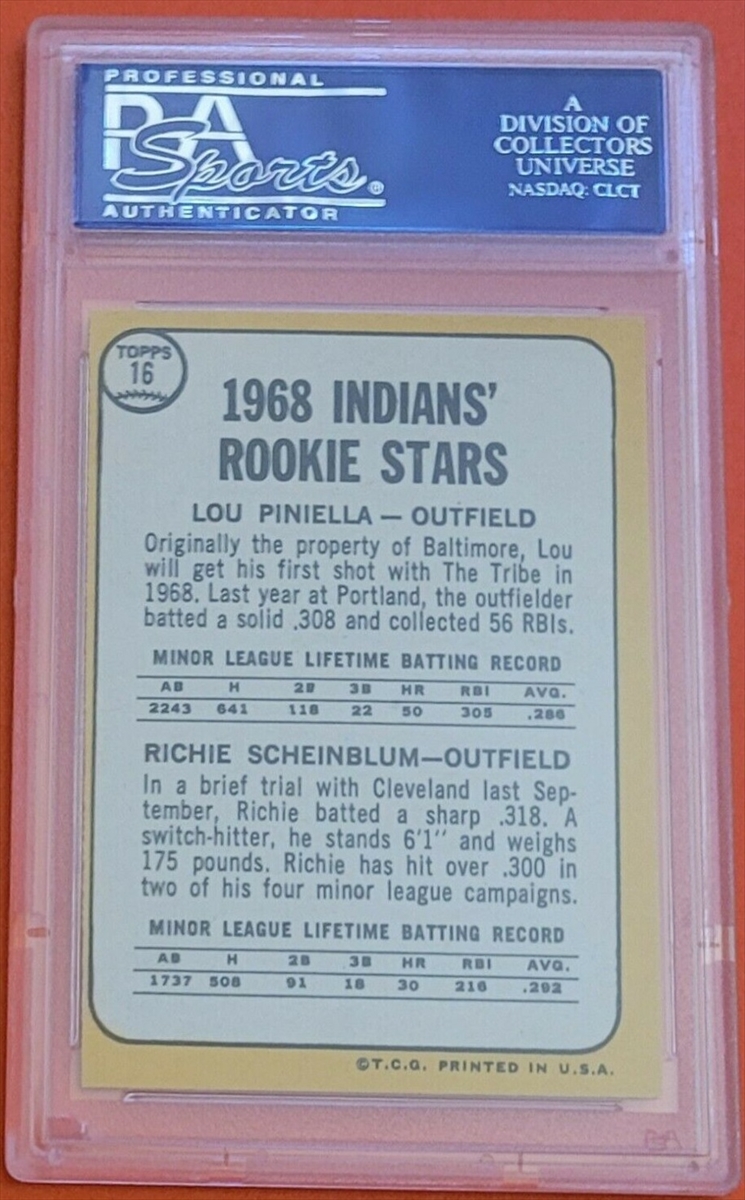 PROFESSIONAL
PSA
Sports®
AUTHENTICATOR
A
DIVISION OF
COLLECTORS
UNIVERSE
NASDAQ: CLCT
TOPPS
16
1968 INDIANS'
ROOKIE STARS
LOU PINIELLA — OUTFIELD
Originally the property of Baltimore, Lou
will get his first shot with The Tribe in
1968. Last year at Portland, the outfielder
batted a solid .308 and collected 56 RBIs.
MINOR LEAGUE LIFETIME BATTING RECORD
AB H 2B 3B HR RBI AVG.
2243 641 118 22 50 305 .286
RICHIE SCHEINBLUM—OUTFIELD
In a brief trial with Cleveland last Sep-
tember, Richie batted a sharp .318. A
switch-hitter, he stands 6'1" and weighs
175 pounds. Richie has hit over .300 in
two of his four minor league campaigns.
MINOR LEAGUE LIFETIME BATTING RECORD
AB H 2B 3B HR RBI AVG.
1737 508 91 18 30 216 .292
©T.C.G. PRINTED IN U.S.A.
PSA